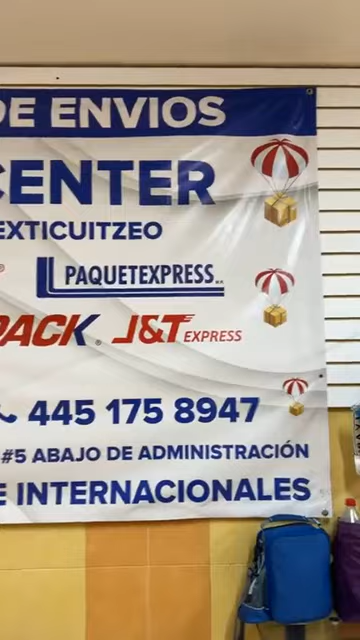 DE ENVIOS
CENTER
EXTICUITZEO
PAQUETEXPRESS
PACK J&T EXPRESS
445 175 8947
#5 ABAJO DE ADMINISTRACIÓN
E INTERNACIONALES